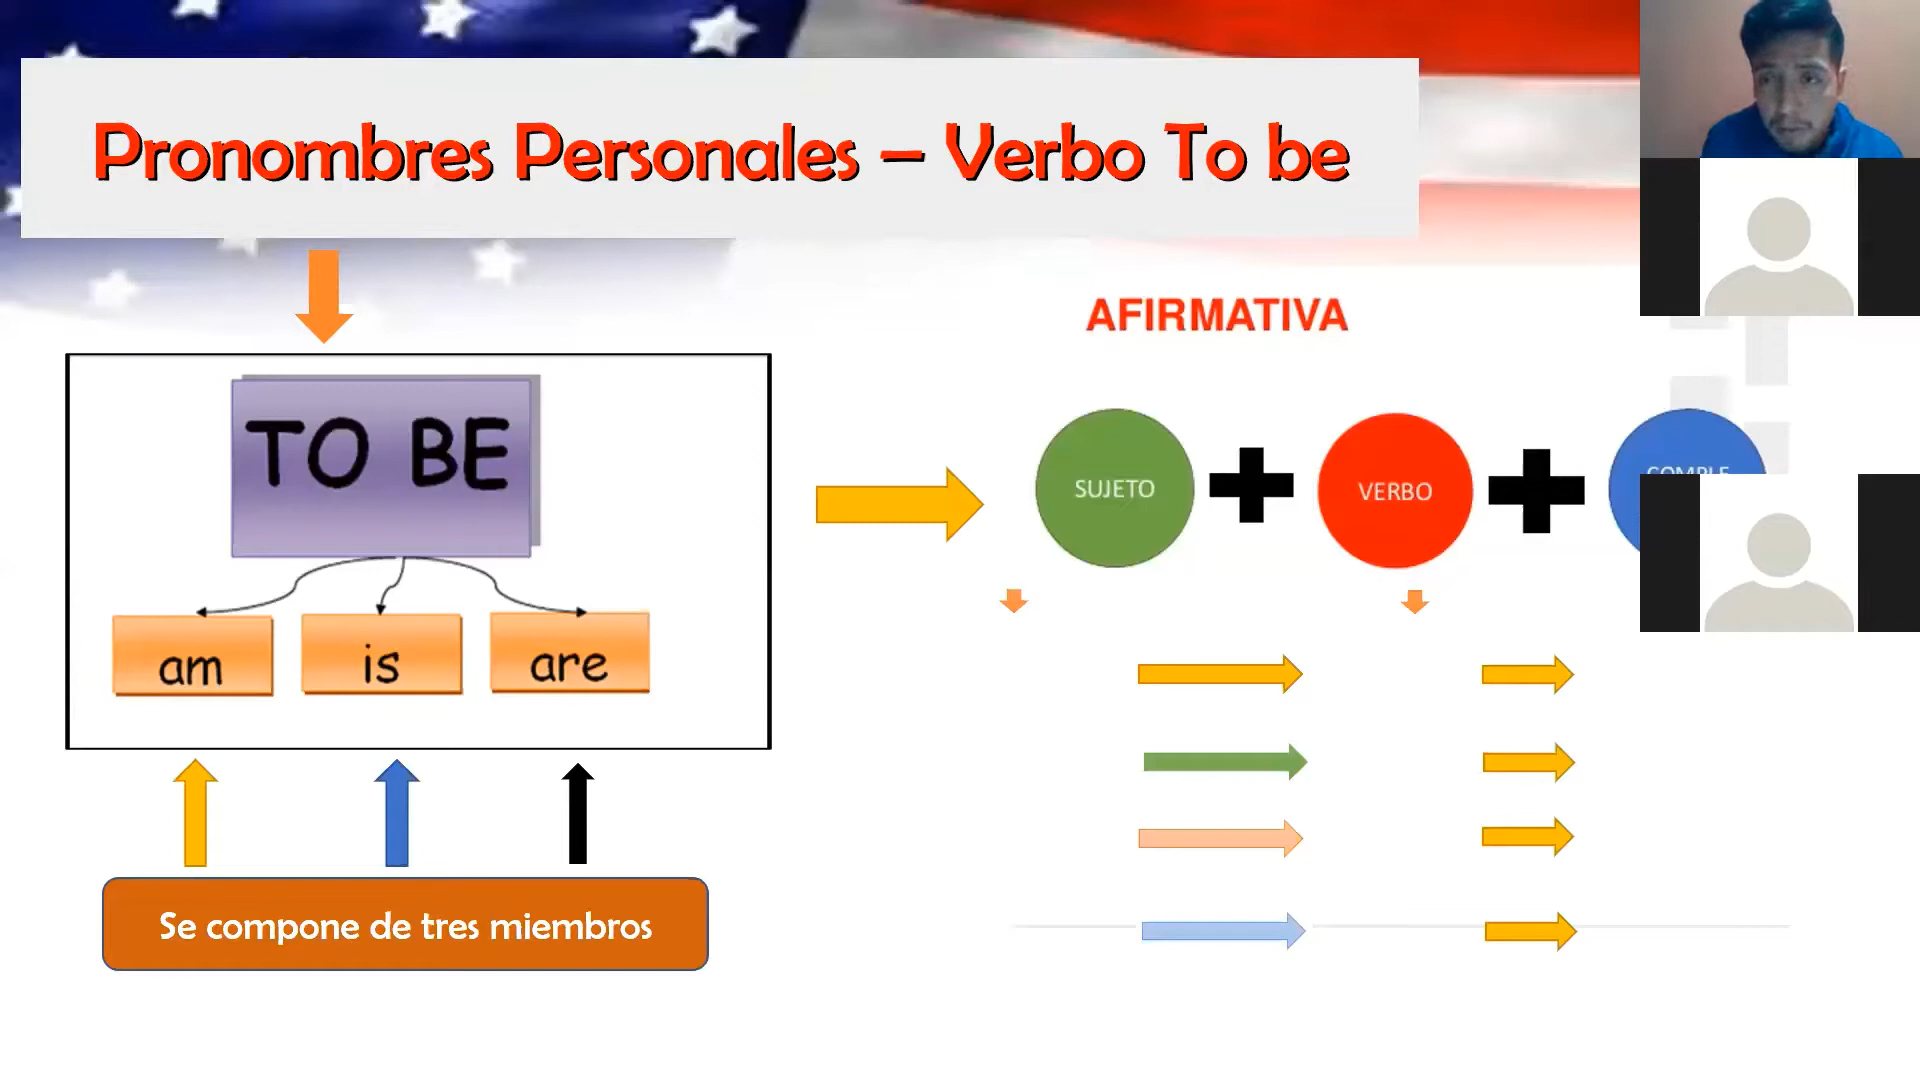 Pronombres Personales – Verbo To be
AFIRMATIVA
TO BE
SUJETO
VERBO
am
is
are
Se compone de tres miembros